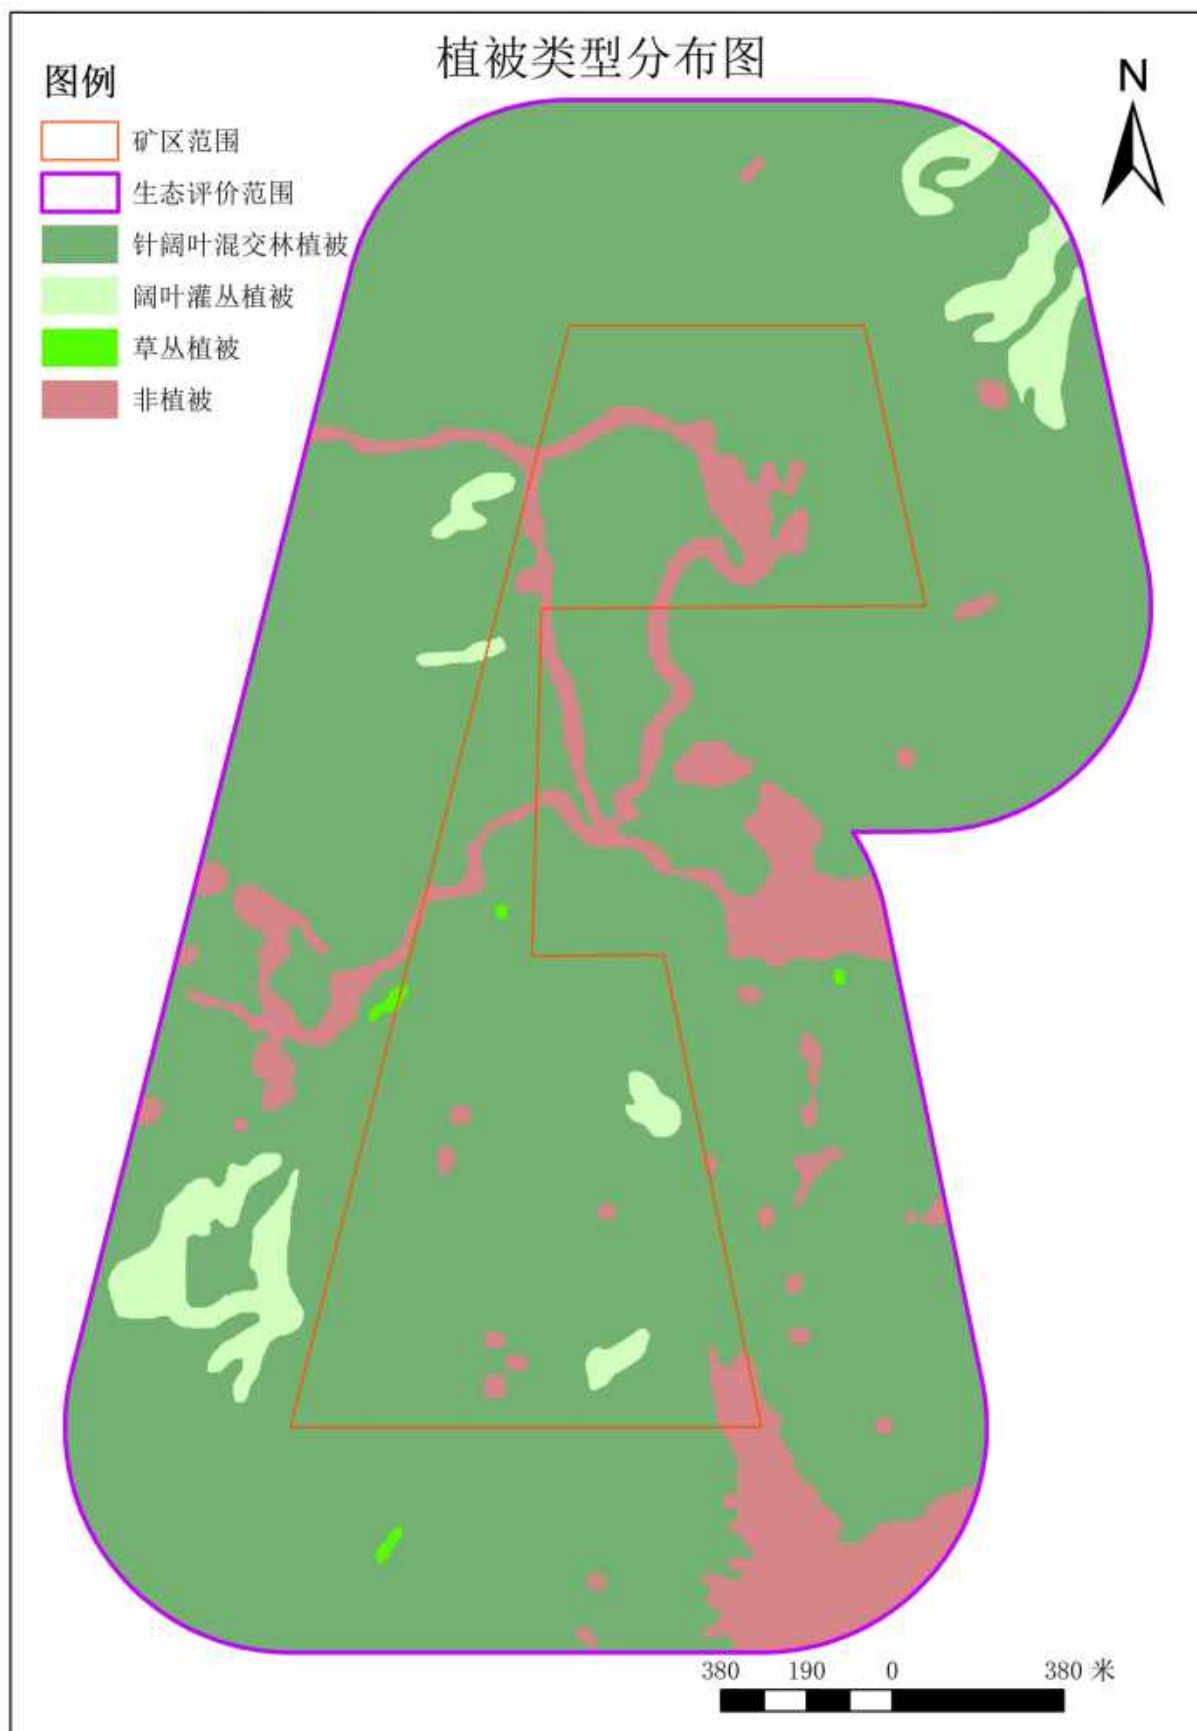 植被类型分布图
N
图例
矿区范围
生态评价范围
针阔叶混交林植被
阔叶灌丛植被
草丛植被
非植被
380 190 0 380 米